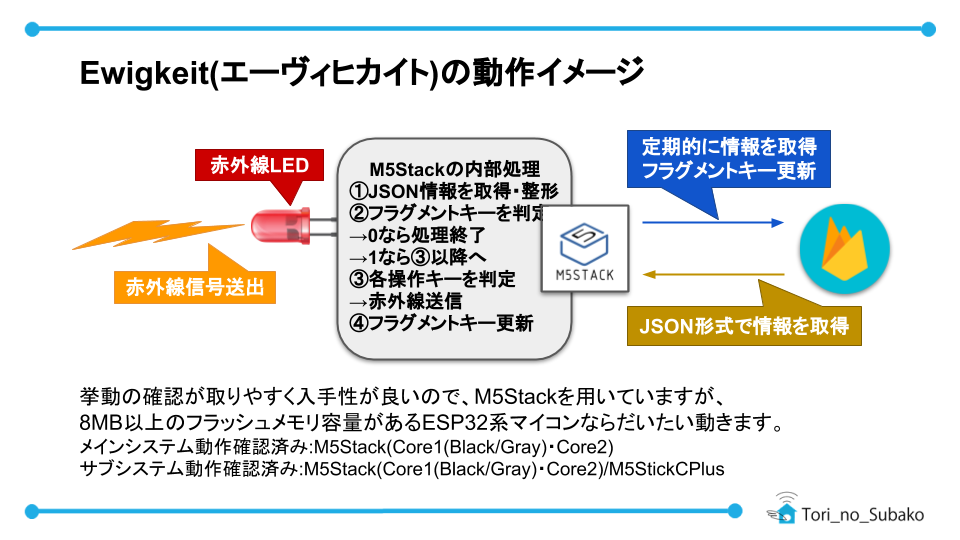 Ewigkeit(エーヴィヒカイト)の動作イメージ
赤外線LED
赤外線信号送出
M5Stackの内部処理
①JSON情報を取得・整形
②フラグメントキーを判定
→0なら処理終了
→1なら③以降へ
③各操作キーを判定
→赤外線送信
④フラグメントキー更新
5
M5STACK
定期的に情報を取得
フラグメントキー更新
JSON形式で情報を取得
挙動の確認が取りやすく入手性が良いので、M5Stackを用いていますが、
8MB以上のフラッシュメモリ容量があるESP32系マイコンならだいたい動きます。
メインシステム動作確認済み:M5Stack(Core1(Black/Gray)・Core2)
サブシステム動作確認済み:M5Stack(Core1(Black/Gray)・Core2)/M5StickCPlus
Tori_no_Subako